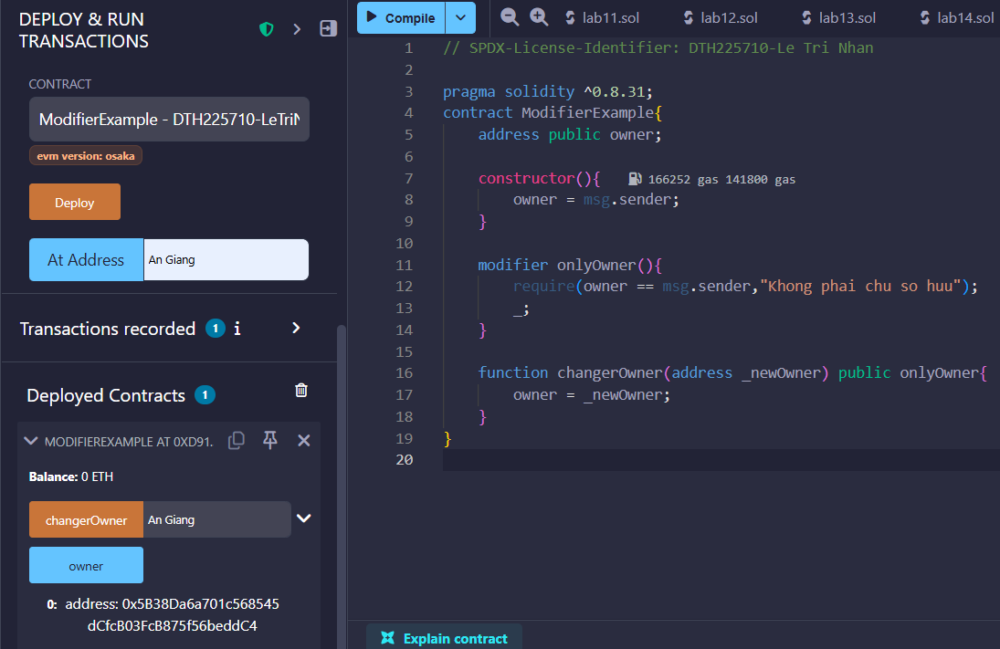 DEPLOY & RUN
TRANSACTIONS
CONTRACT
ModifierExample - DTH225710-LeTriN
evm version: osaka
Deploy
At Address An Giang
Transactions recorded 1 i
Deployed Contracts 1
MODIFIEREXAMPLE AT 0XD91.
Balance: 0 ETH
changerOwner An Giang
owner
0: address: 0x5B38Da6a701c568545
dCfcB03FcB875f56beddC4
Compile lab11.sol lab12.sol lab13.sol lab14.sol
1 // SPDX-License-Identifier: DTH225710-Le Tri Nhan
2
3 pragma solidity ^0.8.31;
4 contract ModifierExample{
5 address public owner;
6
7 constructor(){ 166252 gas 141800 gas
8 owner = msg.sender;
9 }
10
11 modifier onlyOwner(){
12 require(owner == msg.sender,"Khong phai chu so huu");
13 _;
14 }
15
16 function changerOwner(address _newOwner) public onlyOwner{
17 owner = _newOwner;
18 }
19 }
20
Explain contract